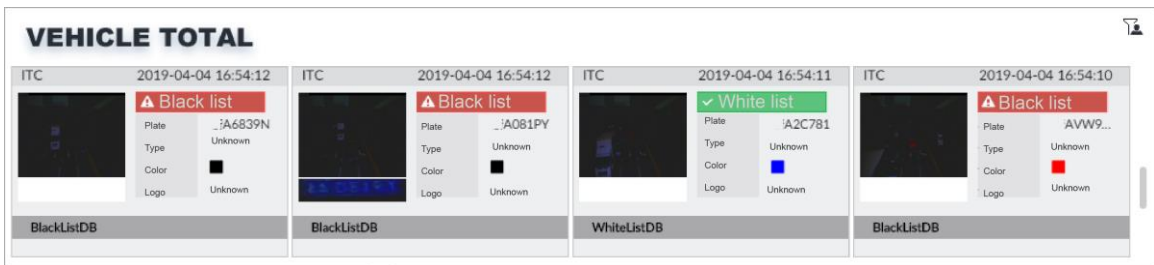 VEHICLE TOTAL
ITC 2019-04-04 16:54:12
Black list
Plate A6839N
Type Unknown
Color
Logo Unknown
BlackListDB
ITC 2019-04-04 16:54:12
Black list
Plate A081PY
Type Unknown
Color
Logo Unknown
BlackListDB
ITC 2019-04-04 16:54:11
White list
Plate A2C781
Type Unknown
Color
Logo Unknown
WhiteListDB
ITC 2019-04-04 16:54:10
Black list
Plate AVW9...
Type Unknown
Color
Logo Unknown
BlackListDB